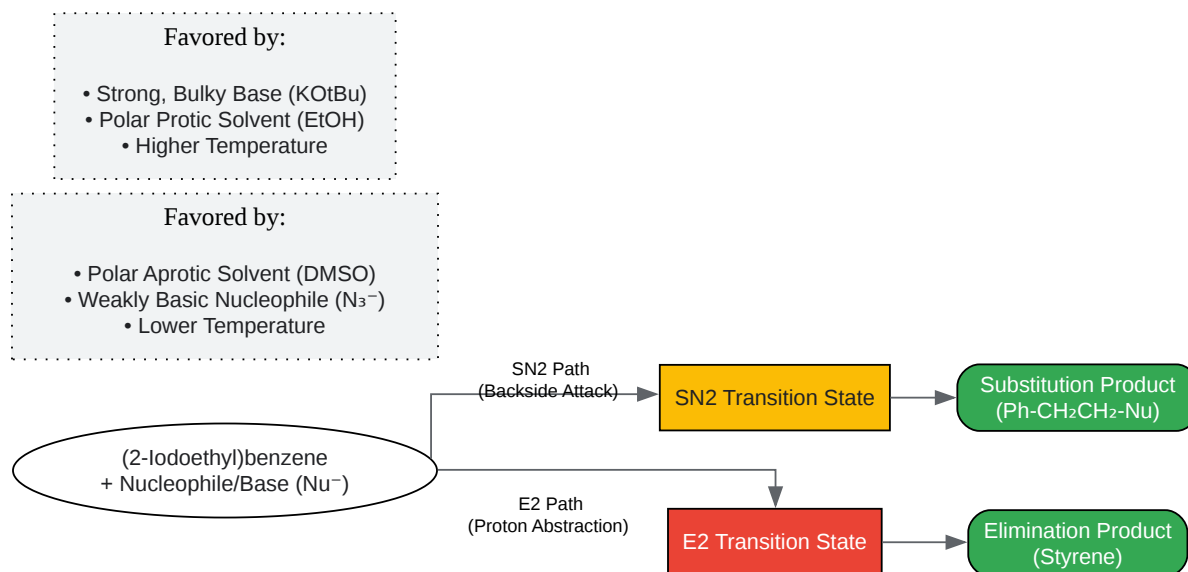 Favored by:
• Strong, Bulky Base (KOtBu)
• Polar Protic Solvent (EtOH)
• Higher Temperature
Favored by:
• Polar Aprotic Solvent (DMSO)
• Weakly Basic Nucleophile (N₃⁻)
• Lower Temperature
SN2 Path
(Backside Attack)
SN2 Transition State
Substitution Product
(Ph-CH₂CH₂-Nu)
(2-Iodoethyl)benzene
+ Nucleophile/Base (Nu⁻)
E2 Path
(Proton Abstraction)
E2 Transition State
Elimination Product
(Styrene)